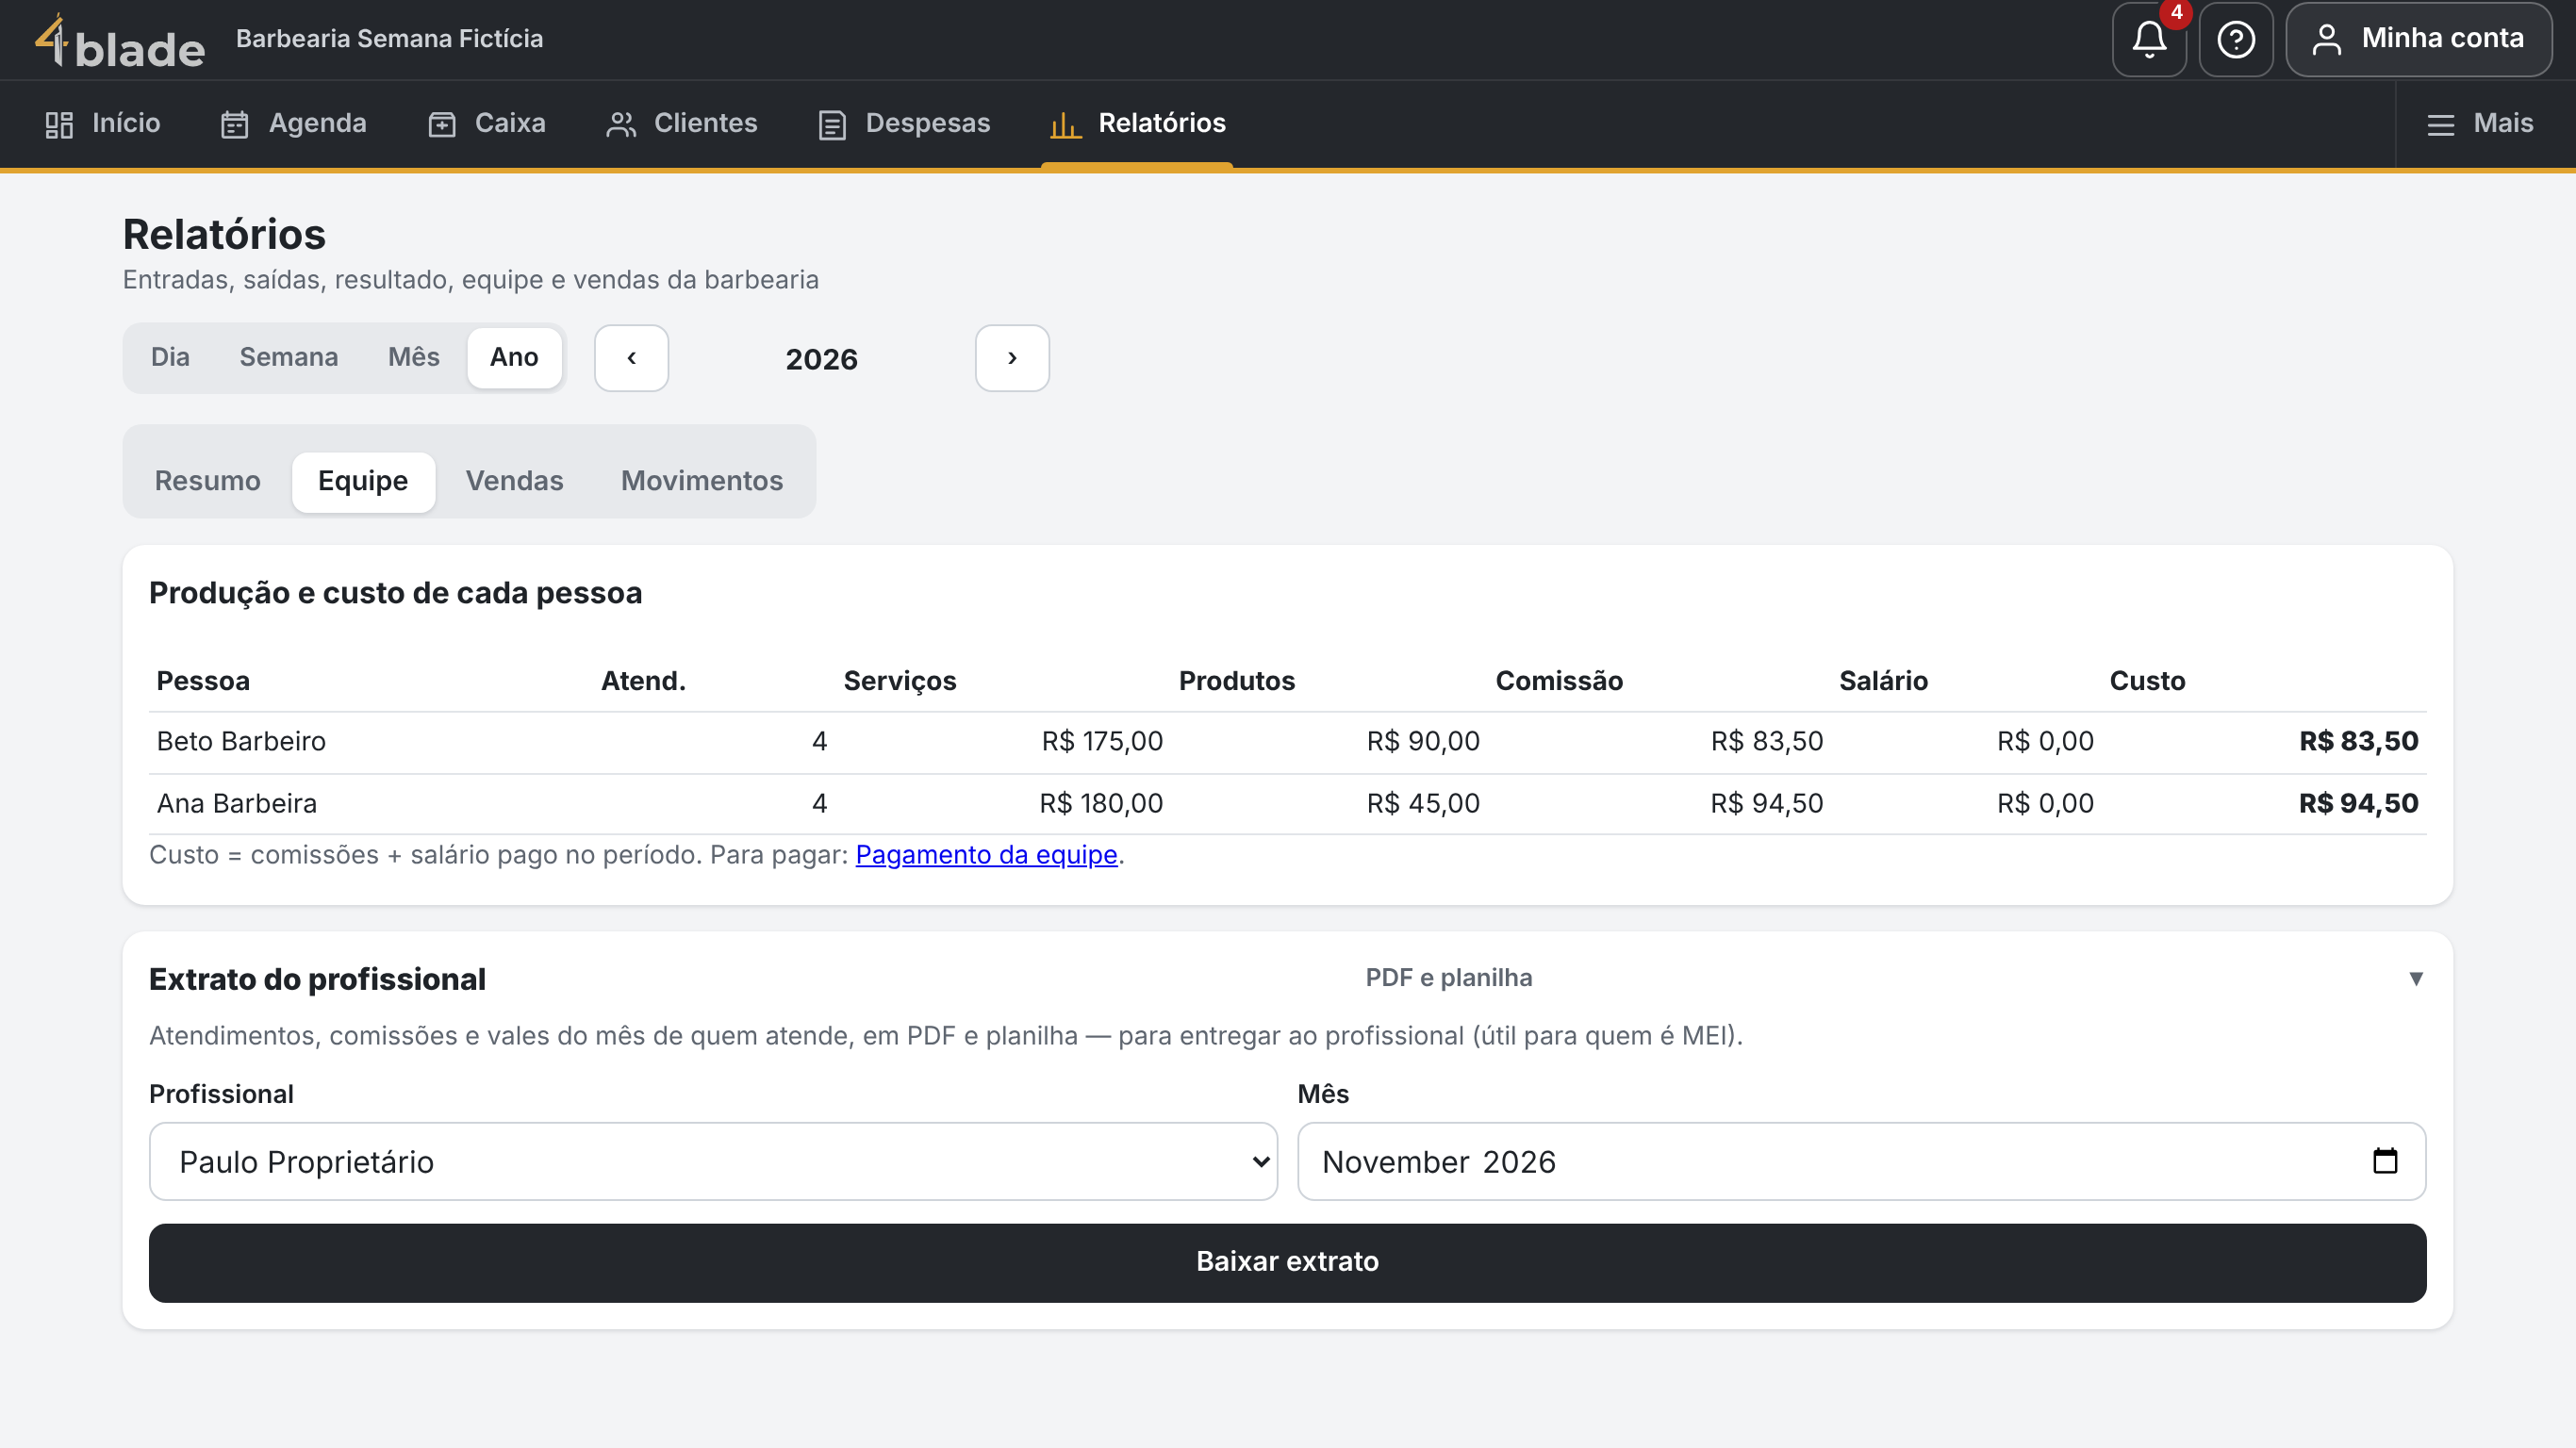 4blade Barbearia Semana Fictícia 4 Minha conta
Início Agenda Caixa Clientes Despesas Relatórios Mais
Relatórios
Entradas, saídas, resultado, equipe e vendas da barbearia
Dia Semana Mês Ano ‹ 2026 ›
Resumo Equipe Vendas Movimentos
Produção e custo de cada pessoa
Pessoa Atend. Serviços Produtos Comissão Salário Custo
Beto Barbeiro 4 R$ 175,00 R$ 90,00 R$ 83,50 R$ 0,00 R$ 83,50
Ana Barbeira 4 R$ 180,00 R$ 45,00 R$ 94,50 R$ 0,00 R$ 94,50
Custo = comissões + salário pago no período. Para pagar: Pagamento da equipe.
Extrato do profissional PDF e planilha ▼
Atendimentos, comissões e vales do mês de quem atende, em PDF e planilha — para entregar ao profissional (útil para quem é MEI).
Profissional Mês
Paulo Proprietário November 2026
Baixar extrato